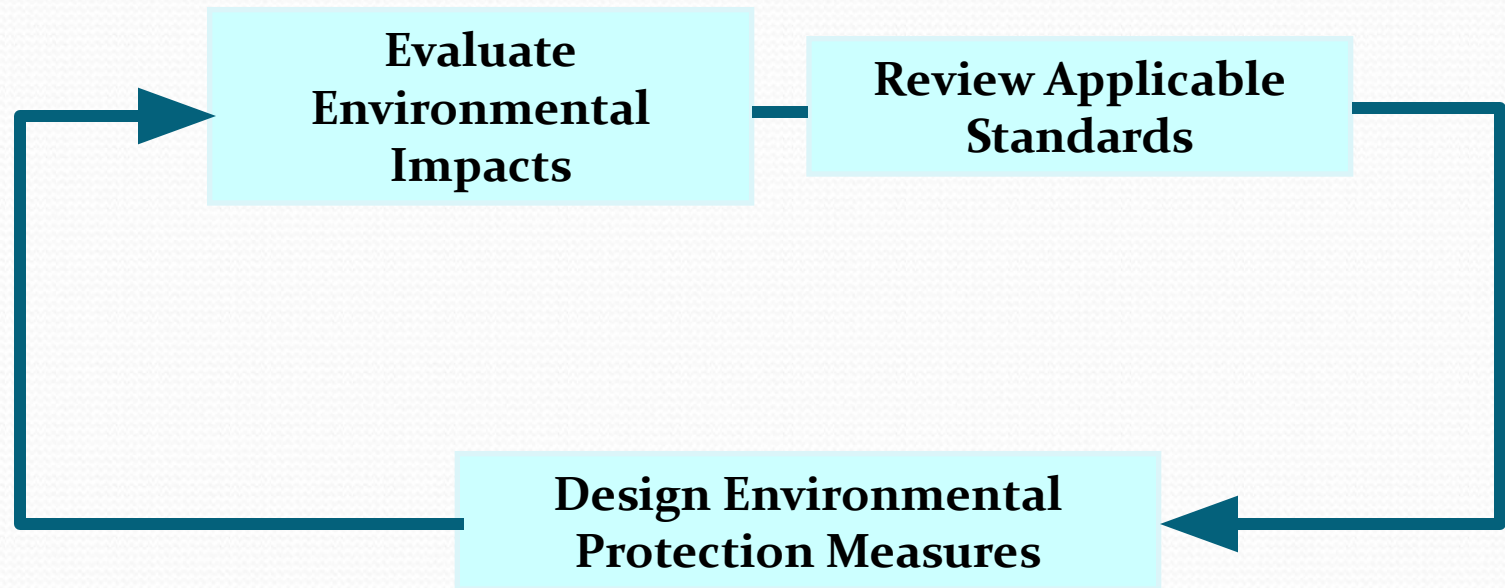 Evaluate
Environmental
Impacts
Review Applicable
Standards
Design Environmental
Protection Measures